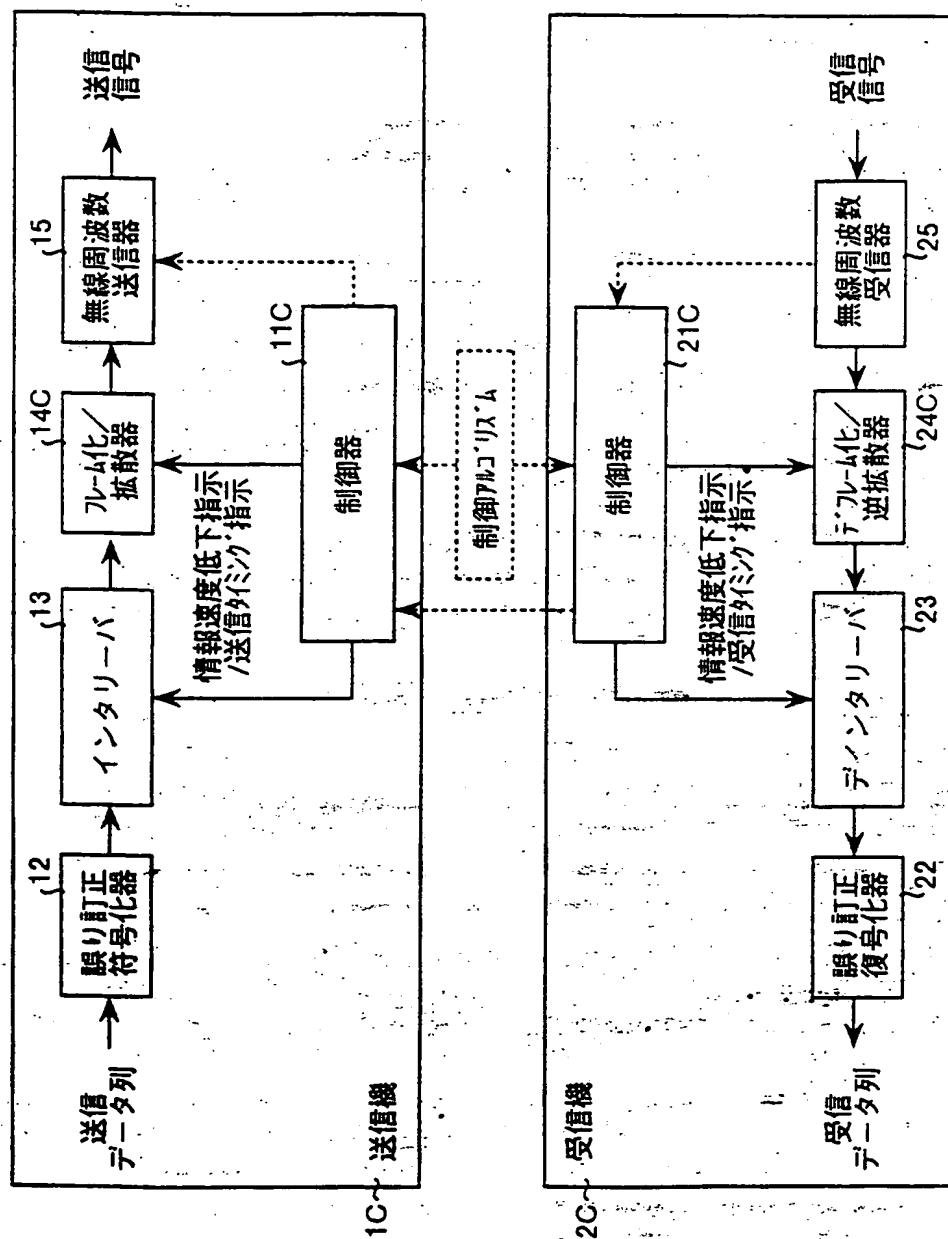 送信
データ列
12
誤り訂正
符号化器
13
インタリーバ
14C
フレーム化/
拡散器
15
無線周波数
送信器
送信
信号
情報速度低下指示
/送信タイミング指示
11C
制御器
1C
送信機
制御アルゴリズム
2C
受信機
21C
制御器
情報速度低下指示
/受信タイミング指示
受信
データ列
誤り訂正
復号化器
22
デインタリーバ
23
デフレーム化/
逆拡散器
24C
無線周波数
受信器
25
受信
信号